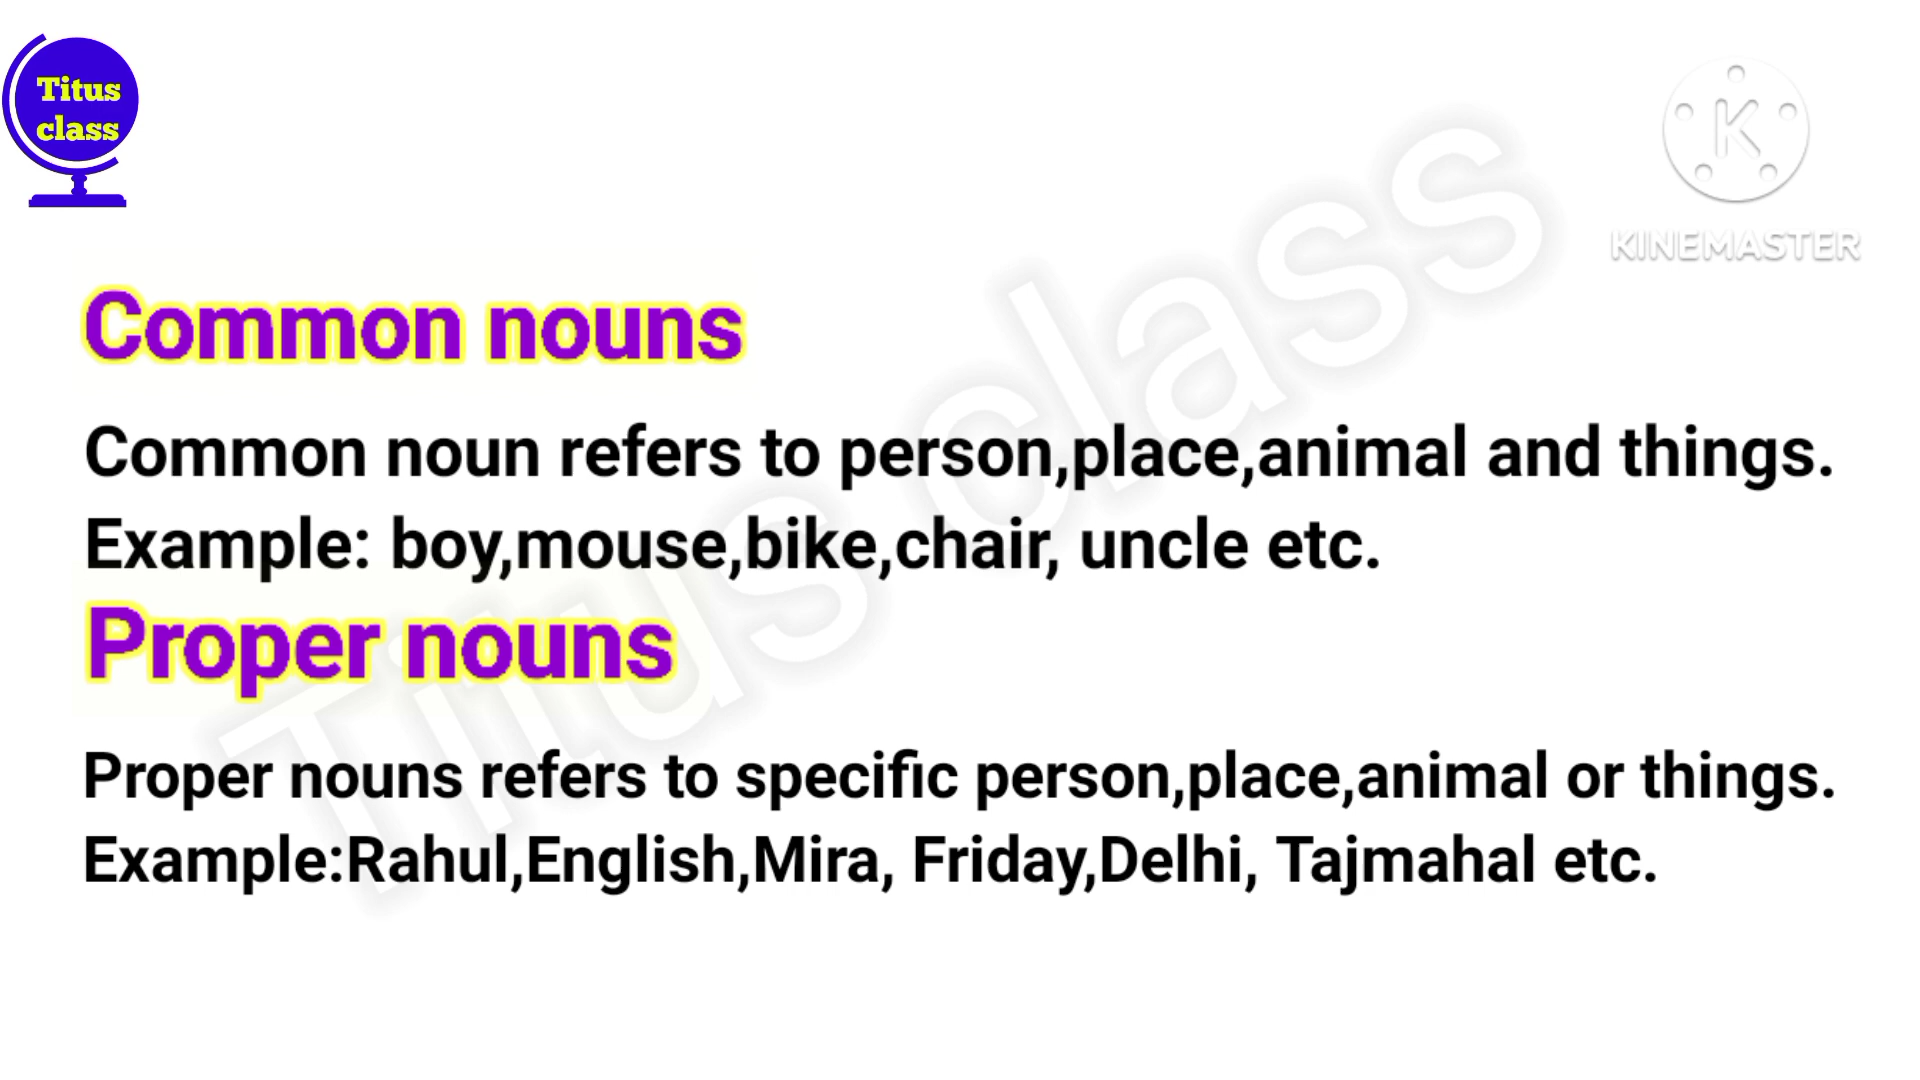 Titus
class
K
KINEMASTER
Titus class
Common nouns
Common noun refers to person,place,animal and things.
Example: boy,mouse,bike,chair, uncle etc.
Proper nouns
Proper nouns refers to specific person,place,animal or things.
Example:Rahul,English,Mira, Friday,Delhi, Tajmahal etc.